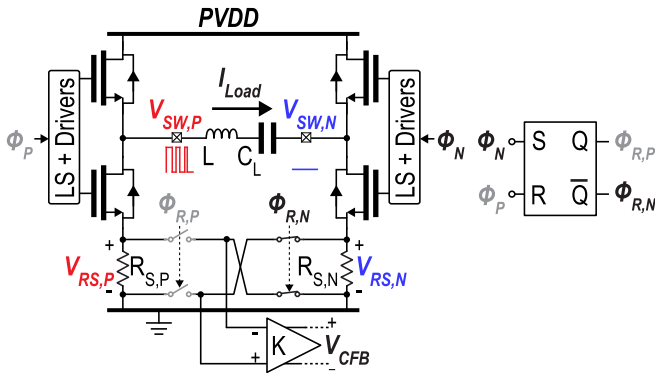 PVDD
LS + Drivers
LS + Drivers
I_Load
V_SW,P
V_SW,N
L
C_L
Φ_P
Φ_N
Φ_N
S
Q
Φ_R,P
Φ_P
R
Q̅
Φ_R,N
Φ_R,P
Φ_R,N
+
+
V_RS,P
R_S,P
R_S,N
V_RS,N
-
-
-
+
K
+
V_CFB
-